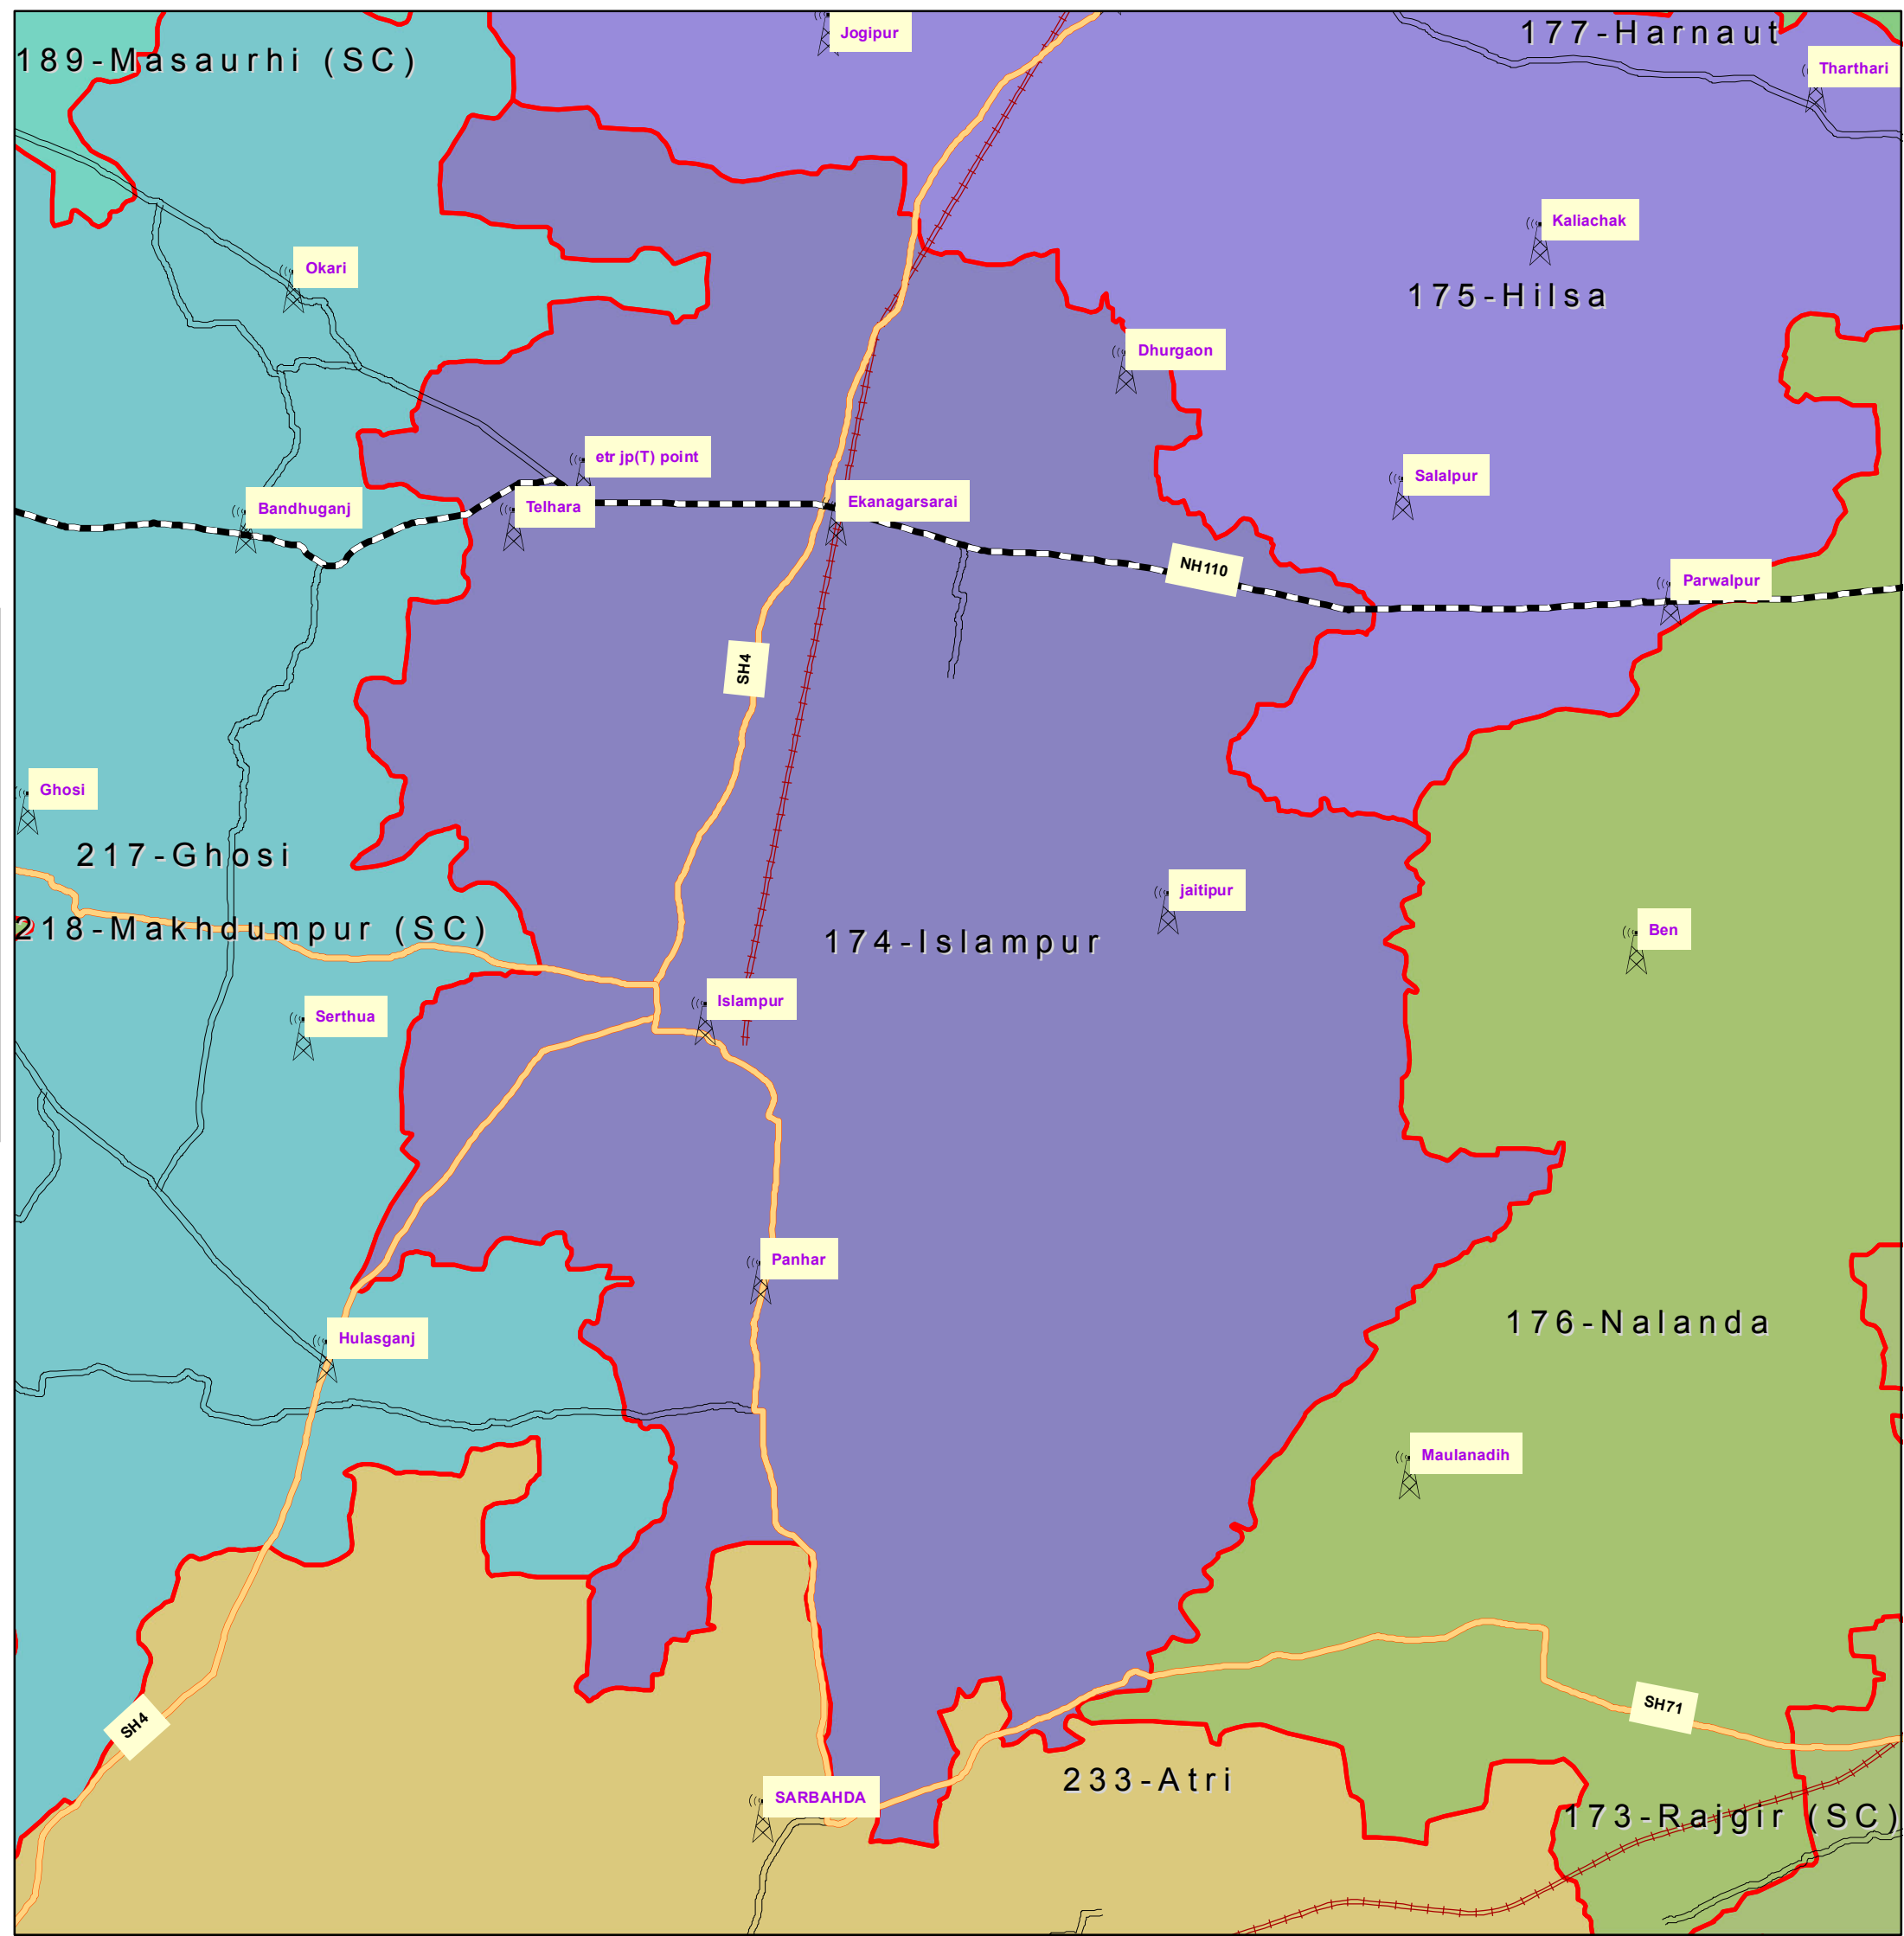 Jogipur
177-Harnaut
189-Masaurhi (SC)
Tharthari
Kaliachak
Okari
175-Hilsa
Dhurgaon
etr jp(T) point
Salalpur
Ekanagarsarai
Telhara
Bandhuganj
NH110
Parwalpur
SH4
Ghosi
217-Ghosi
jaitipur
218-Makhdumpur (SC)
174-Islampur
Ben
Islampur
Serthua
Panhar
176-Nalanda
Hulasganj
Maulanadih
SH71
SH4
233-Atri
SARBAHDA
173-Rajgir (SC)